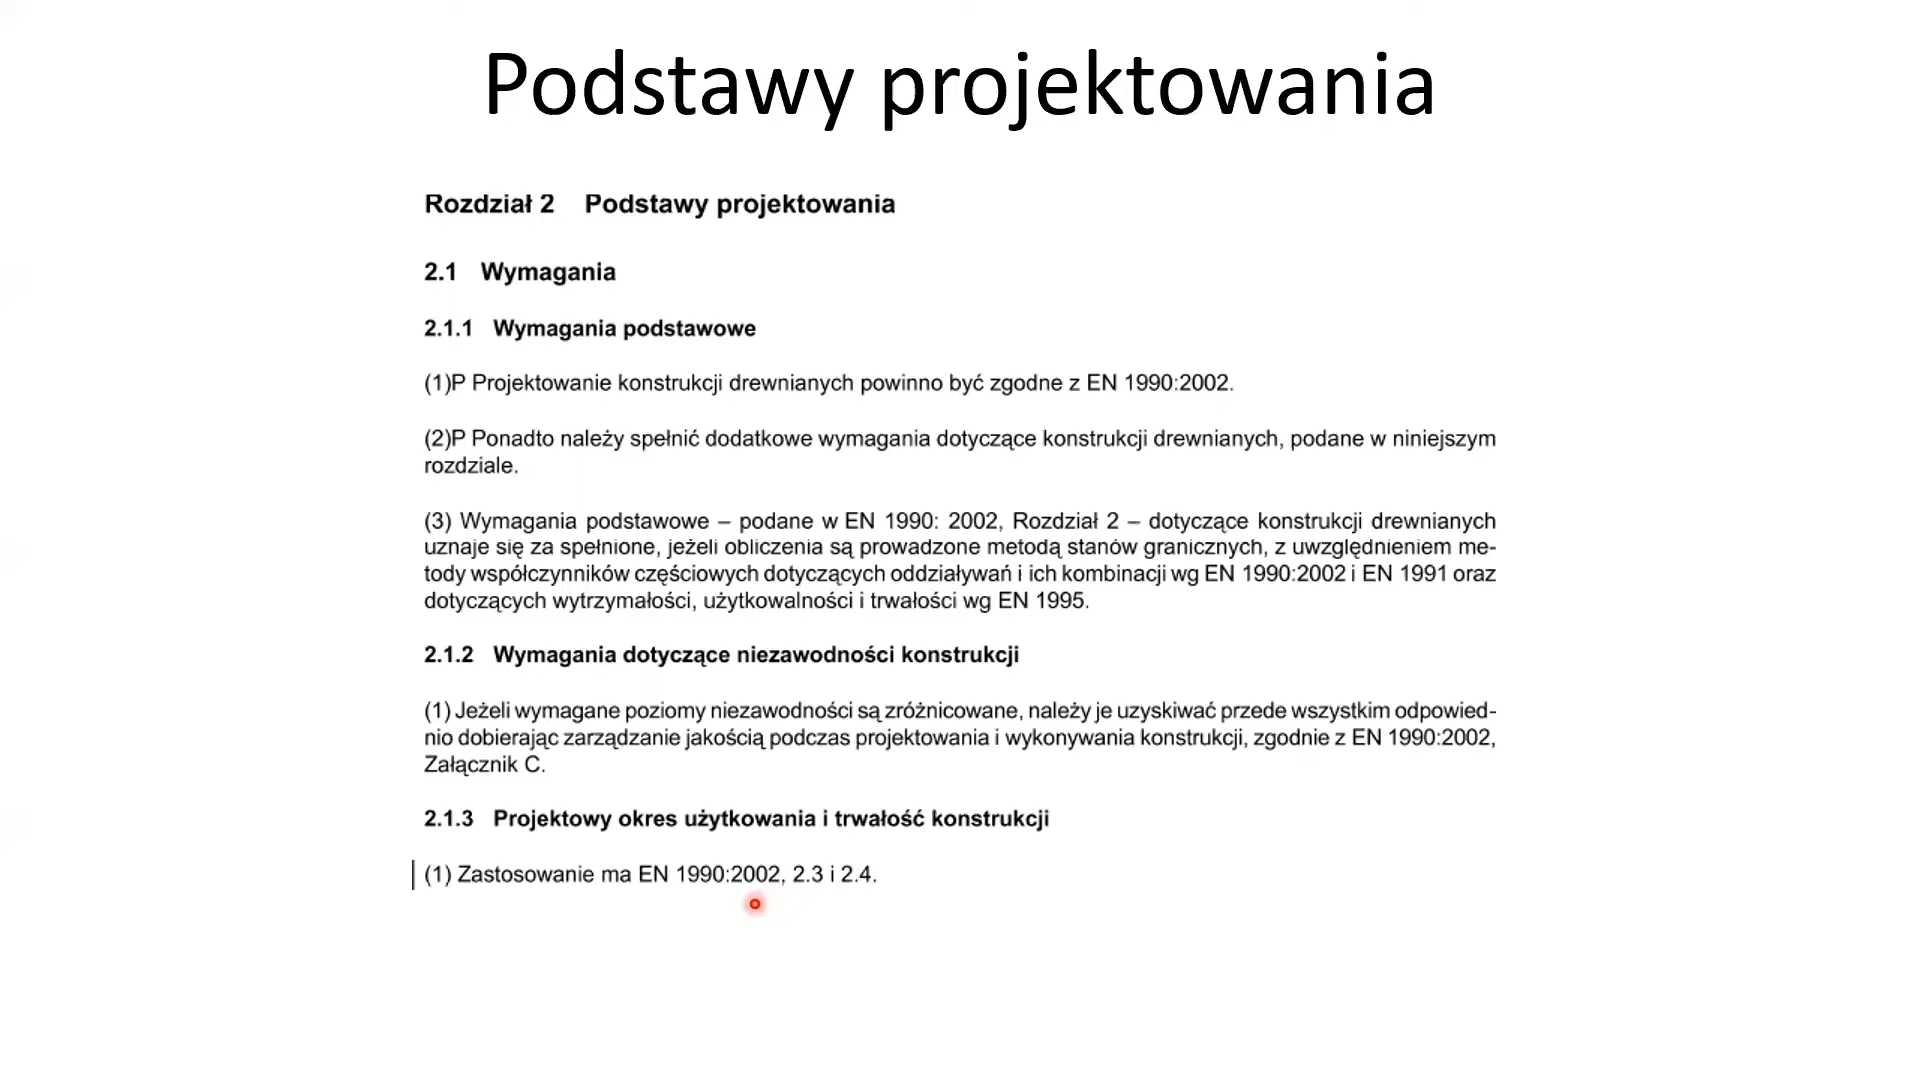 Podstawy projektowania
Rozdział 2 Podstawy projektowania
2.1 Wymagania
2.1.1 Wymagania podstawowe
(1)P Projektowanie konstrukcji drewnianych powinno być zgodne z EN 1990:2002.
(2)P Ponadto należy spełnić dodatkowe wymagania dotyczące konstrukcji drewnianych, podane w niniejszym
rozdziale.
(3) Wymagania podstawowe – podane w EN 1990: 2002, Rozdział 2 – dotyczące konstrukcji drewnianych
uznaje się za spełnione, jeżeli obliczenia są prowadzone metodą stanów granicznych, z uwzględnieniem me-
tody współczynników częściowych dotyczących oddziaływań i ich kombinacji wg EN 1990:2002 i EN 1991 oraz
dotyczących wytrzymałości, użytkowalności i trwałości wg EN 1995.
2.1.2 Wymagania dotyczące niezawodności konstrukcji
(1) Jeżeli wymagane poziomy niezawodności są zróżnicowane, należy je uzyskiwać przede wszystkim odpowied-
nio dobierając zarządzanie jakością podczas projektowania i wykonywania konstrukcji, zgodnie z EN 1990:2002,
Załącznik C.
2.1.3 Projektowy okres użytkowania i trwałość konstrukcji
(1) Zastosowanie ma EN 1990:2002, 2.3 i 2.4.